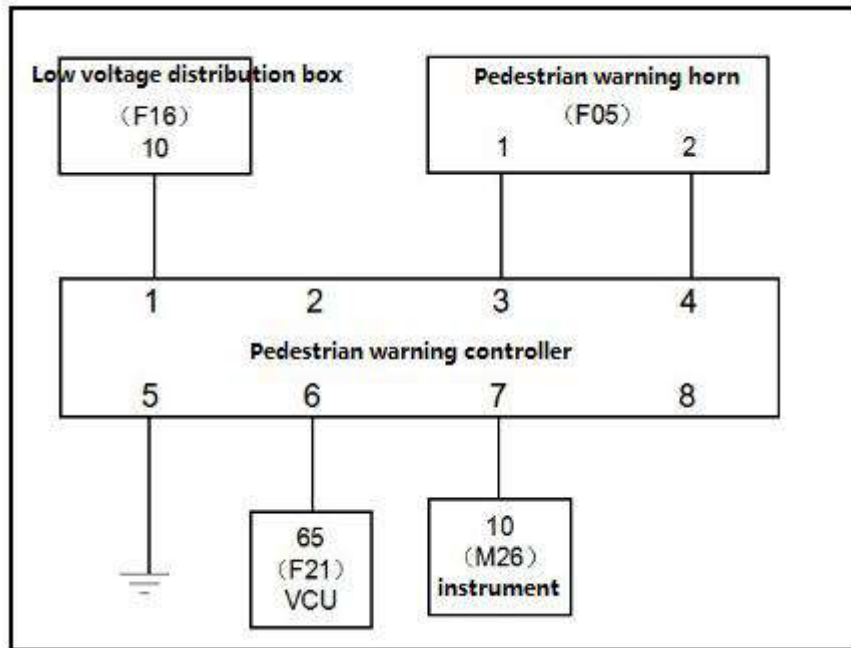 Low voltage distribution box
（F16）
10
Pedestrian warning horn
（F05）
1 2
1 2 3 4
Pedestrian warning controller
5 6 7 8
65
（F21）
VCU
10
（M26）
instrument